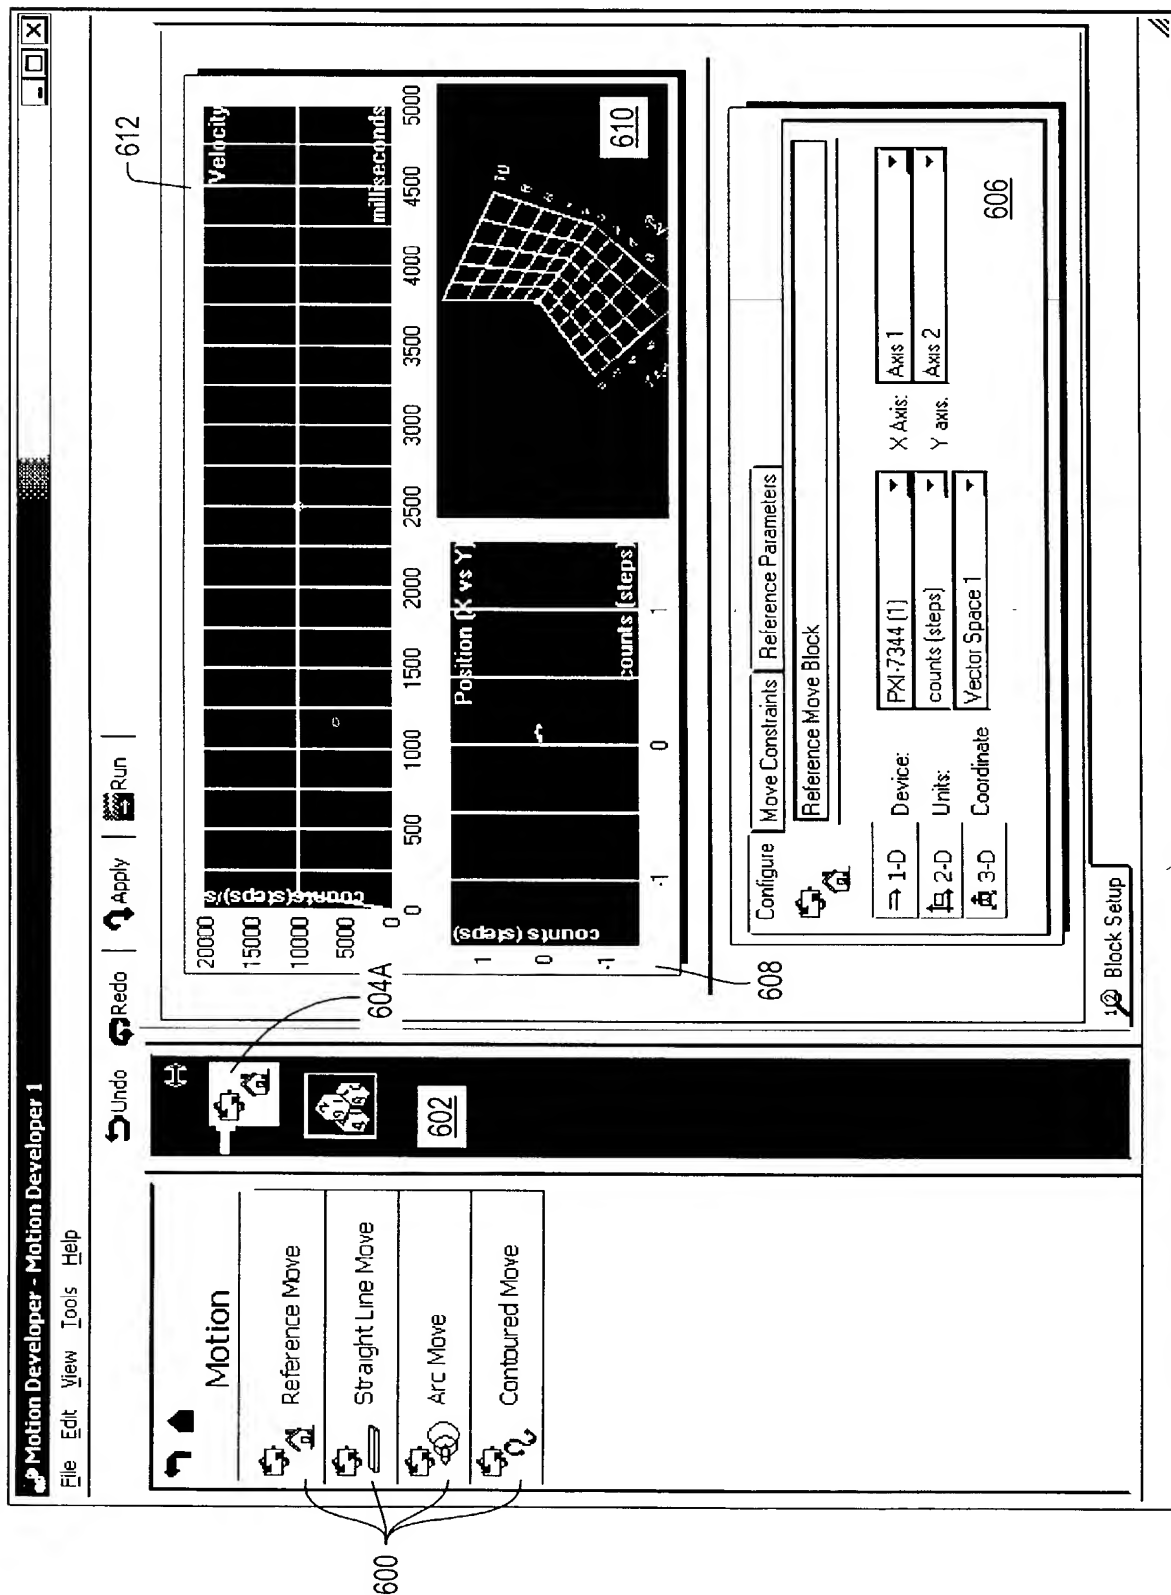 Motion Developer - Motion Developer 1
File Edit View Tools Help
Undo Redo Apply Run
Motion
Reference Move
Straight Line Move
Arc Move
Contoured Move
600
602
604A
612
Velocity
counts(steps)/s
milliseconds
20000
15000
10000
5000
0
0 500 1000 1500 2000 2500 3000 3500 4000 4500 5000
Position (X vs Y)
counts (steps)
counts (steps)
1
0
-1
-1 0 1
608
610
10
Configure Move Constraints Reference Parameters
Reference Move Block
1-D Device: PXI-7344 (1) X Axis: Axis 1
2-D Units: counts (steps) Y axis. Axis 2
3-D Coordinate Vector Space 1
606
Block Setup